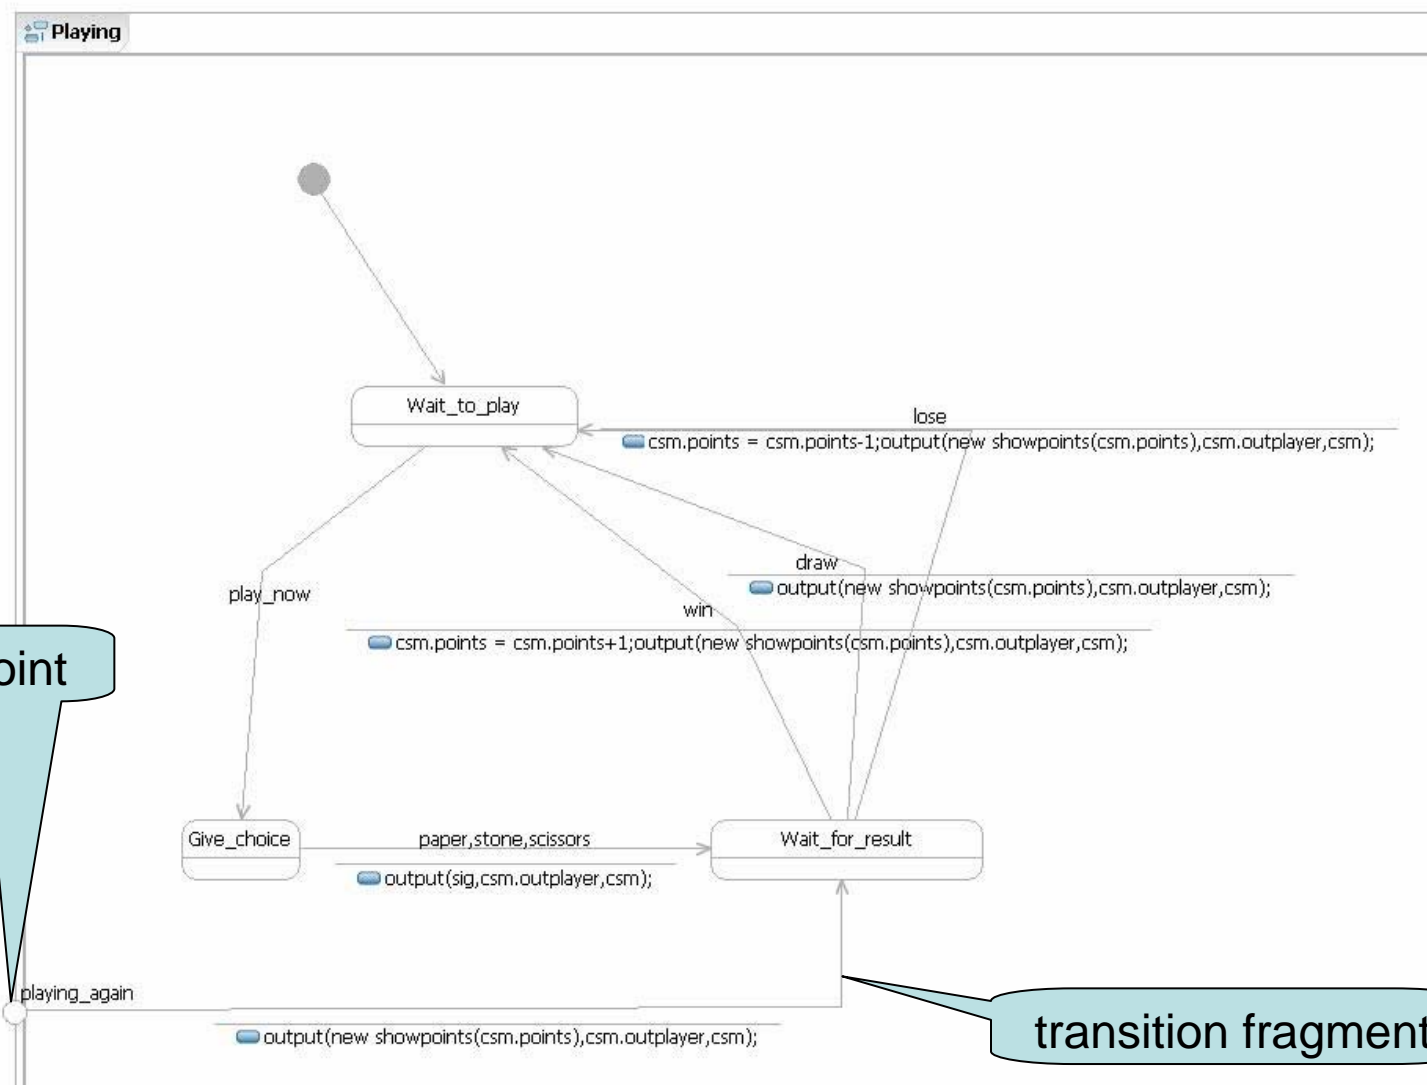 Playing
Wait_to_play
lose
csm.points = csm.points-1;output(new showpoints(csm.points),csm.outplayer,csm);
draw
output(new showpoints(csm.points),csm.outplayer,csm);
play_now
win
csm.points = csm.points+1;output(new showpoints(csm.points),csm.outplayer,csm);
oint
Give_choice
paper,stone,scissors
Wait_for_result
output(sig,csm.outplayer,csm);
playing_again
output(new showpoints(csm.points),csm.outplayer,csm);
transition fragment